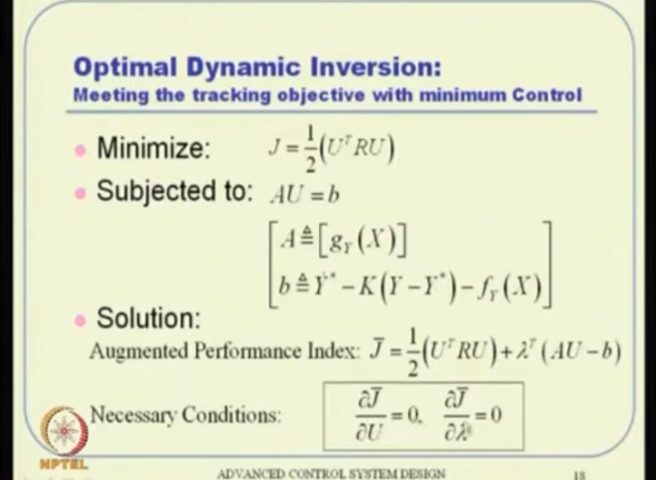 Optimal Dynamic Inversion:
Meeting the tracking objective with minimum Control
Minimize: J = 1/2 (U^T RU)
Subjected to: AU = b
[A ≜ [g_Y(X)]
b ≜ Ẏ* − K(Y − Y*) − f_Y(X)]
Solution:
Augmented Performance Index: J̄ = 1/2 (U^T RU) + λ^T (AU − b)
Necessary Conditions: ∂J̄/∂U = 0, ∂J̄/∂λ = 0
NPTEL
ADVANCED CONTROL SYSTEM DESIGN 18